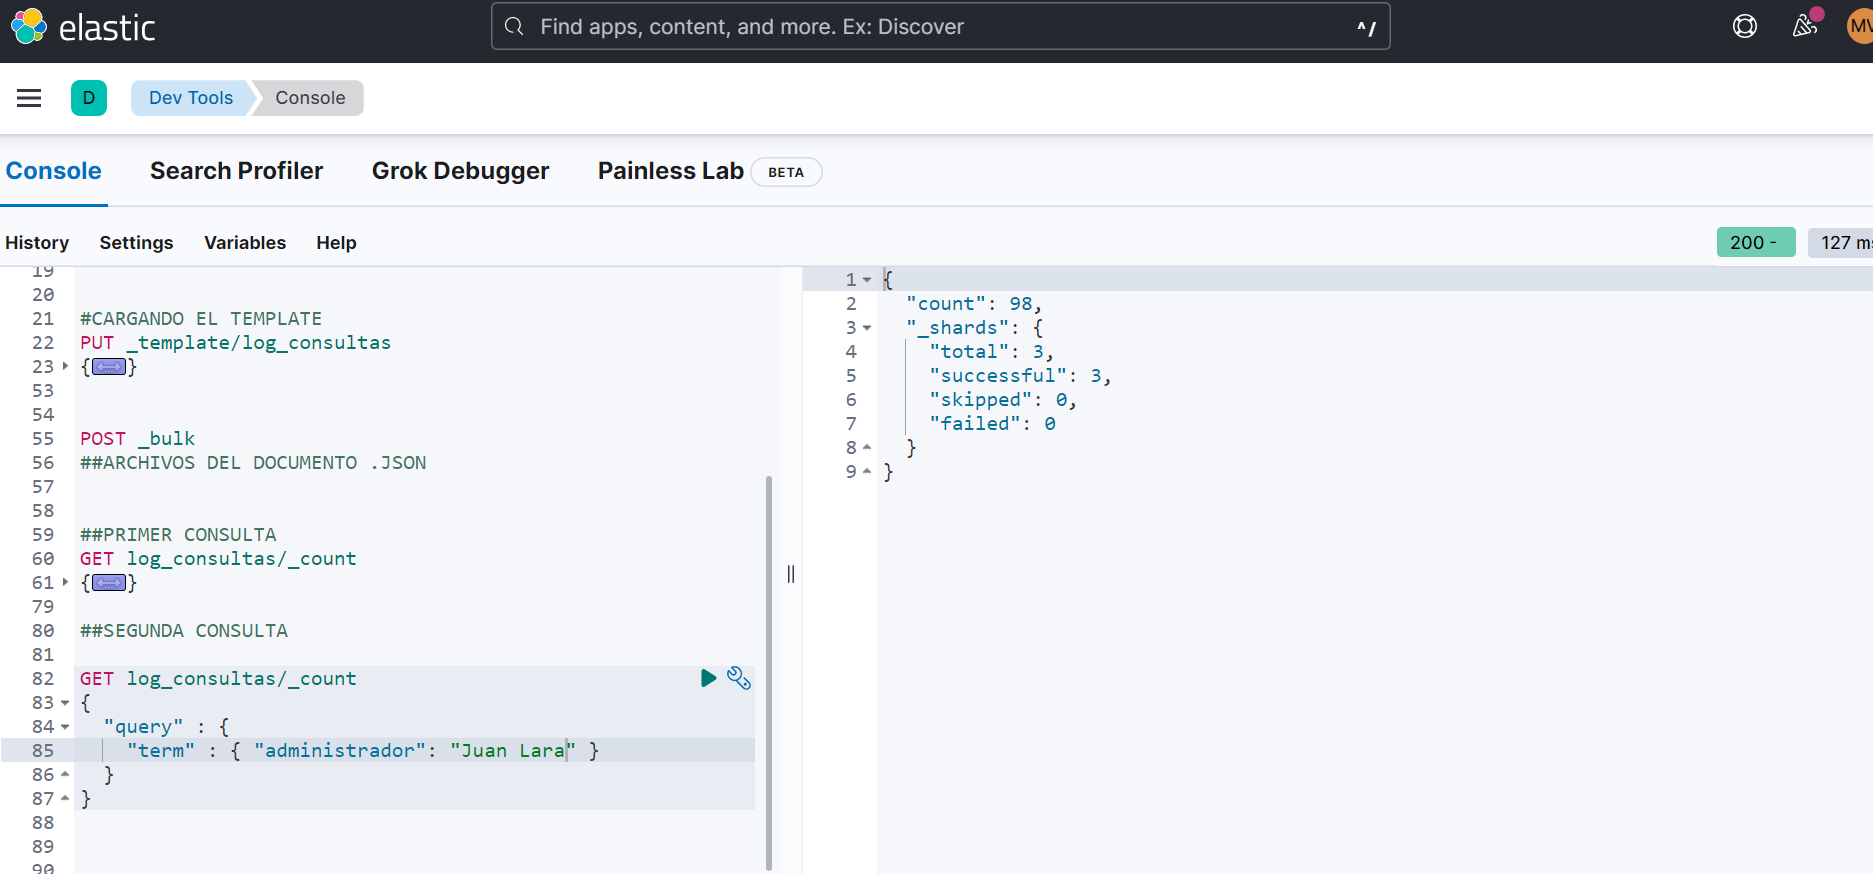 elastic
Find apps, content, and more. Ex: Discover
^/
MV
D
Dev Tools
Console
Console
Search Profiler
Grok Debugger
Painless Lab
BETA
History
Settings
Variables
Help
200 -
127 ms
19
20
21 #CARGANDO EL TEMPLATE
22 PUT _template/log_consultas
23 {}
53
54
55 POST _bulk
56 ##ARCHIVOS DEL DOCUMENTO .JSON
57
58
59 ##PRIMER CONSULTA
60 GET log_consultas/_count
61 {}
79
80 ##SEGUNDA CONSULTA
81
82 GET log_consultas/_count
83 {
84 "query" : {
85 "term" : { "administrador": "Juan Lara" }
86 }
87 }
88
89
90
1 {
2 "count": 98,
3 "_shards": {
4 "total": 3,
5 "successful": 3,
6 "skipped": 0,
7 "failed": 0
8 }
9 }